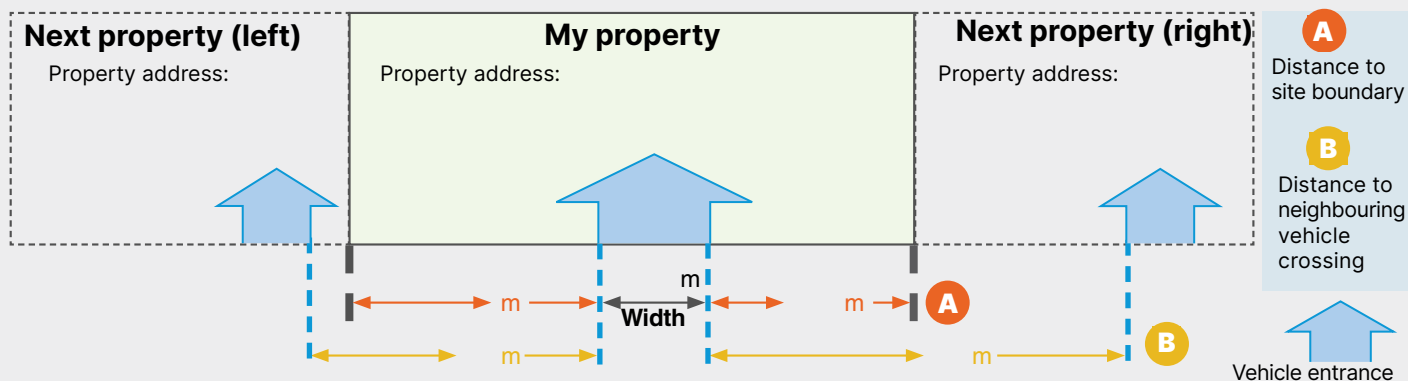 Next property (left)
Property address:
My property
Property address:
Next property (right)
Property address:
A
Distance to
site boundary
B
Distance to
neighbouring
vehicle
crossing
Vehicle entrance
m
m
Width
m
A
m
m
B